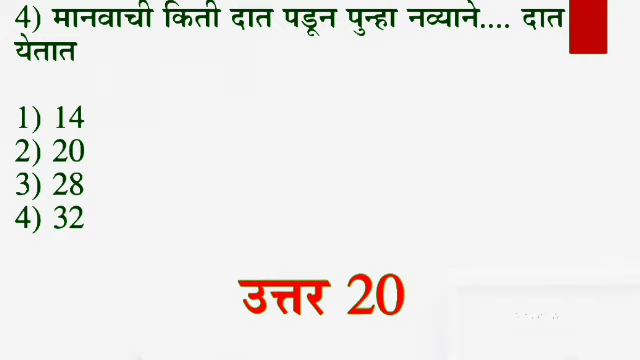 4) मानवाची किती दात पडून पुन्हा नव्याने.... दात
येतात
1) 14
2) 20
3) 28
4) 32
उत्तर 20